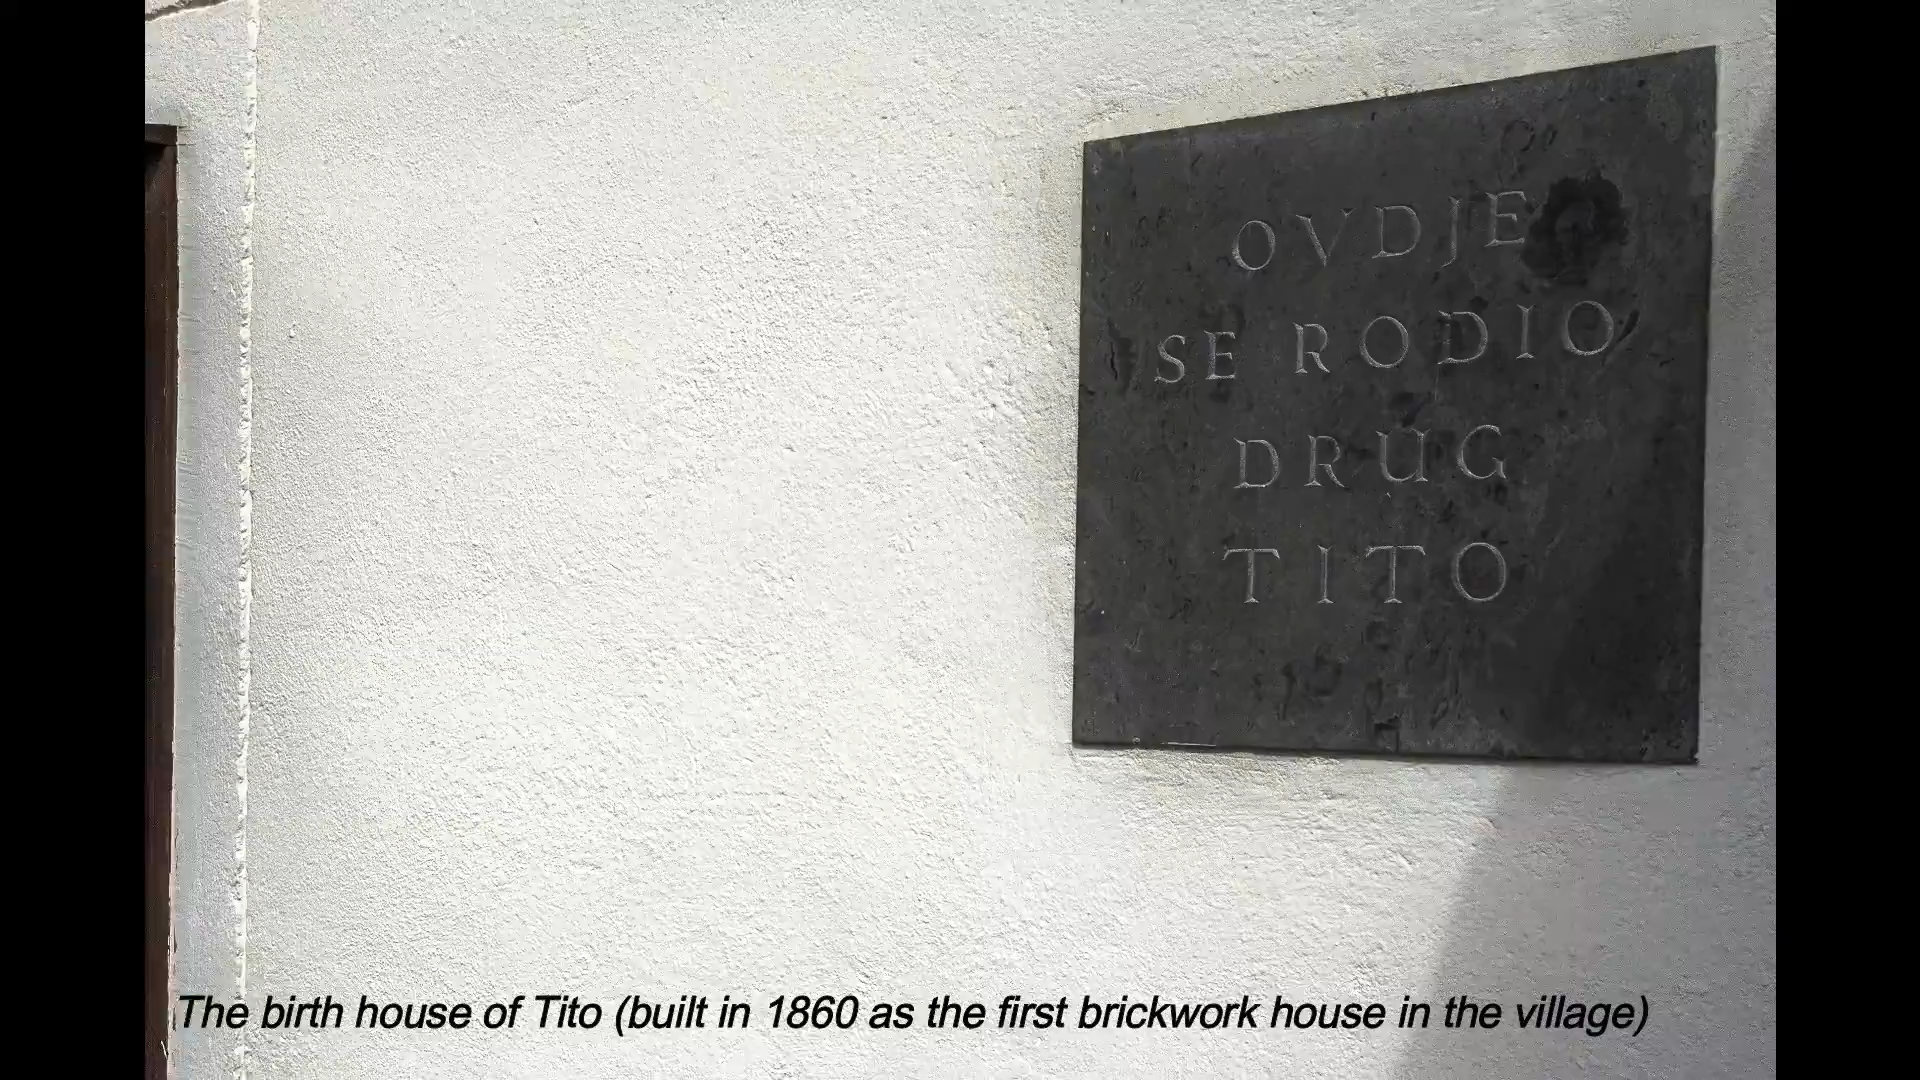 OVDJE
SE RODIO
DRUG
TITO
The birth house of Tito (built in 1860 as the first brickwork house in the village)